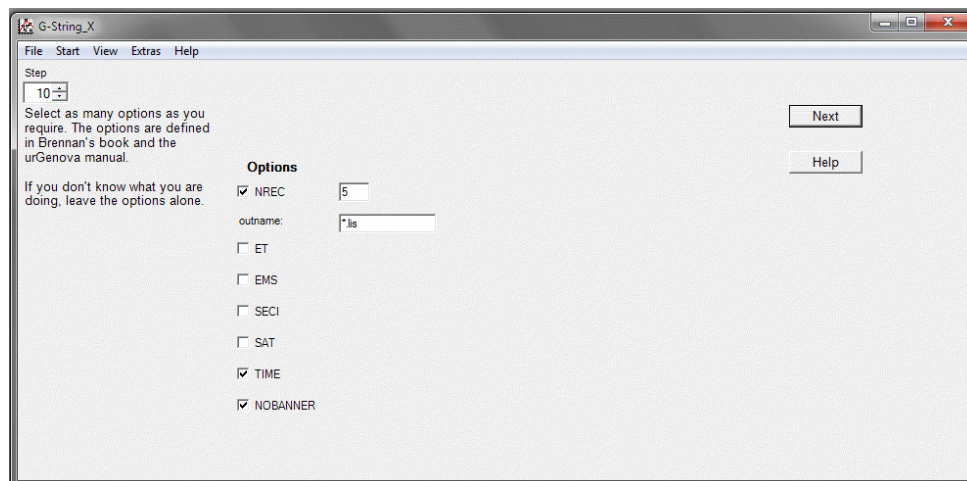 G-String_X
File Start View Extras Help
Step
10
Select as many options as you
require. The options are defined
in Brennan's book and the
urGenova manual.
If you don't know what you are
doing, leave the options alone.
Next
Help
Options
NREC 5
outname: *.lis
ET
EMS
SECI
SAT
TIME
NOBANNER